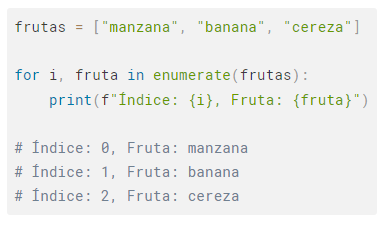 frutas = ["manzana", "banana", "cereza"]

for i, fruta in enumerate(frutas):
    print(f"Índice: {i}, Fruta: {fruta}")

# Índice: 0, Fruta: manzana
# Índice: 1, Fruta: banana
# Índice: 2, Fruta: cereza